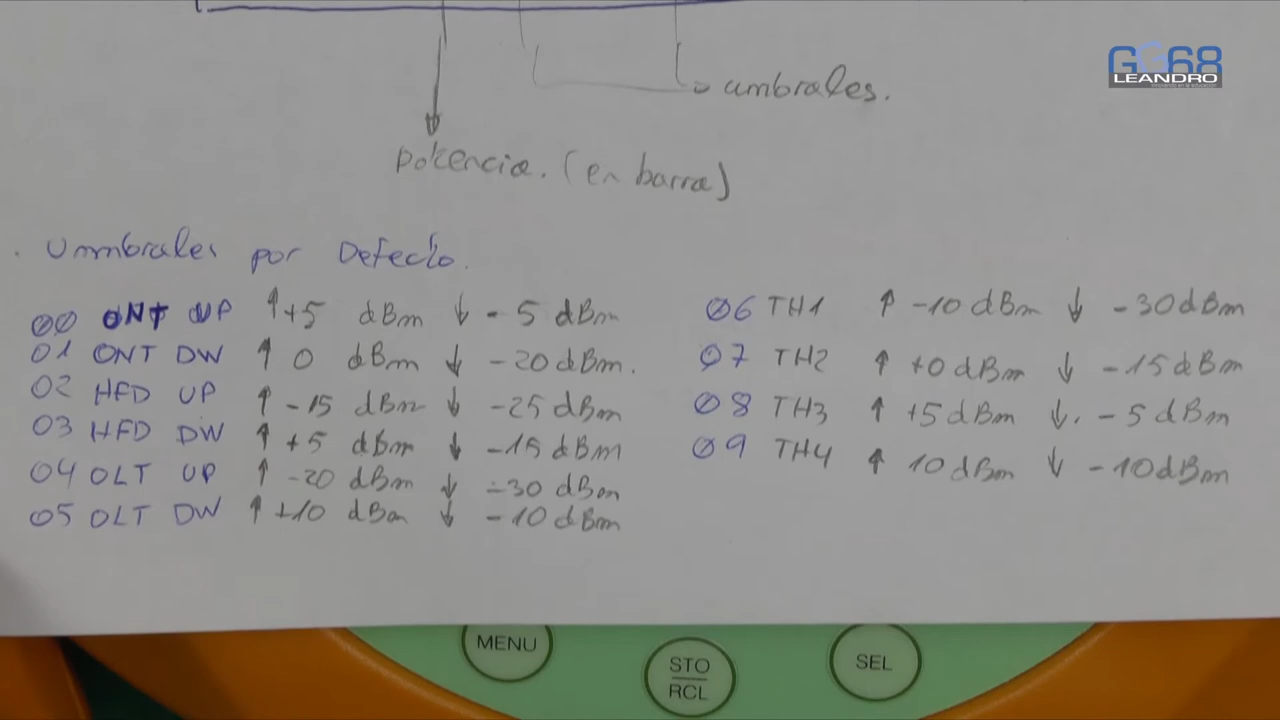 GG68
LEANDRO
umbrales.
potencia. (en barra)
. Ummbrales por Defecto.
00 ONT UP ↑ +5 dBm ↓ - 5 dBm
01 ONT DW ↑ 0 dBm ↓ -20 dBm.
02 HFD UP ↑ -15 dBm ↓ -25 dBm
03 HFD DW ↑ +5 dBm ↓ -15 dBm
04 OLT UP ↑ -20 dBm ↓ -30 dBm
05 OLT DW ↑ +10 dBm ↓ -10 dBm
06 TH1 ↑ -10 dBm ↓ -30 dBm
07 TH2 ↑ +0 dBm ↓ -15 dBm
08 TH3 ↑ +5 dBm ↓. - 5 dBm
09 TH4 ↑ 10 dBm ↓ -10 dBm
MENU
STO
RCL
SEL